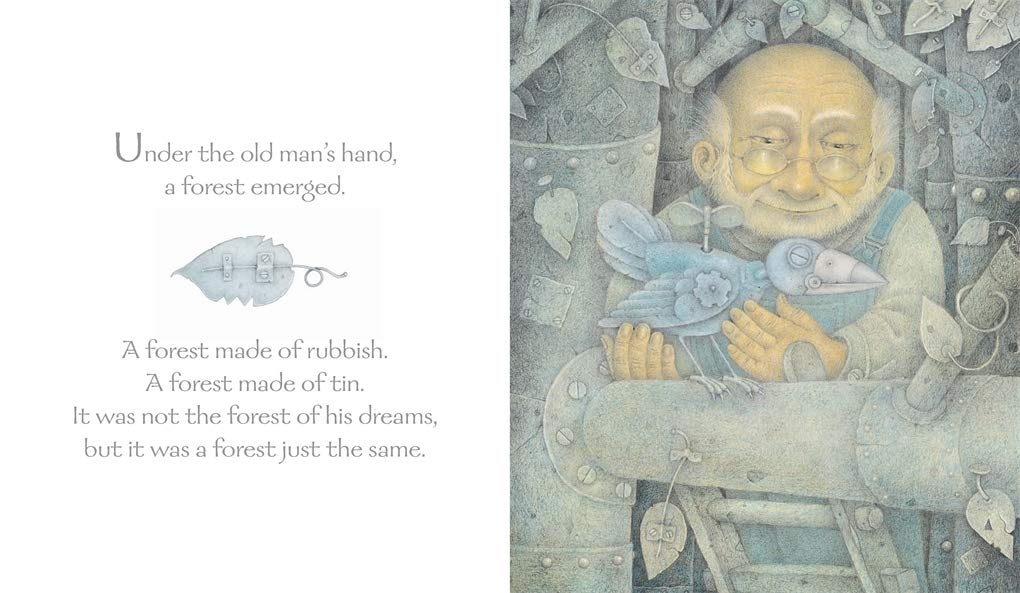 Under the old man's hand,
a forest emerged.
A forest made of rubbish.
A forest made of tin.
It was not the forest of his dreams,
but it was a forest just the same.